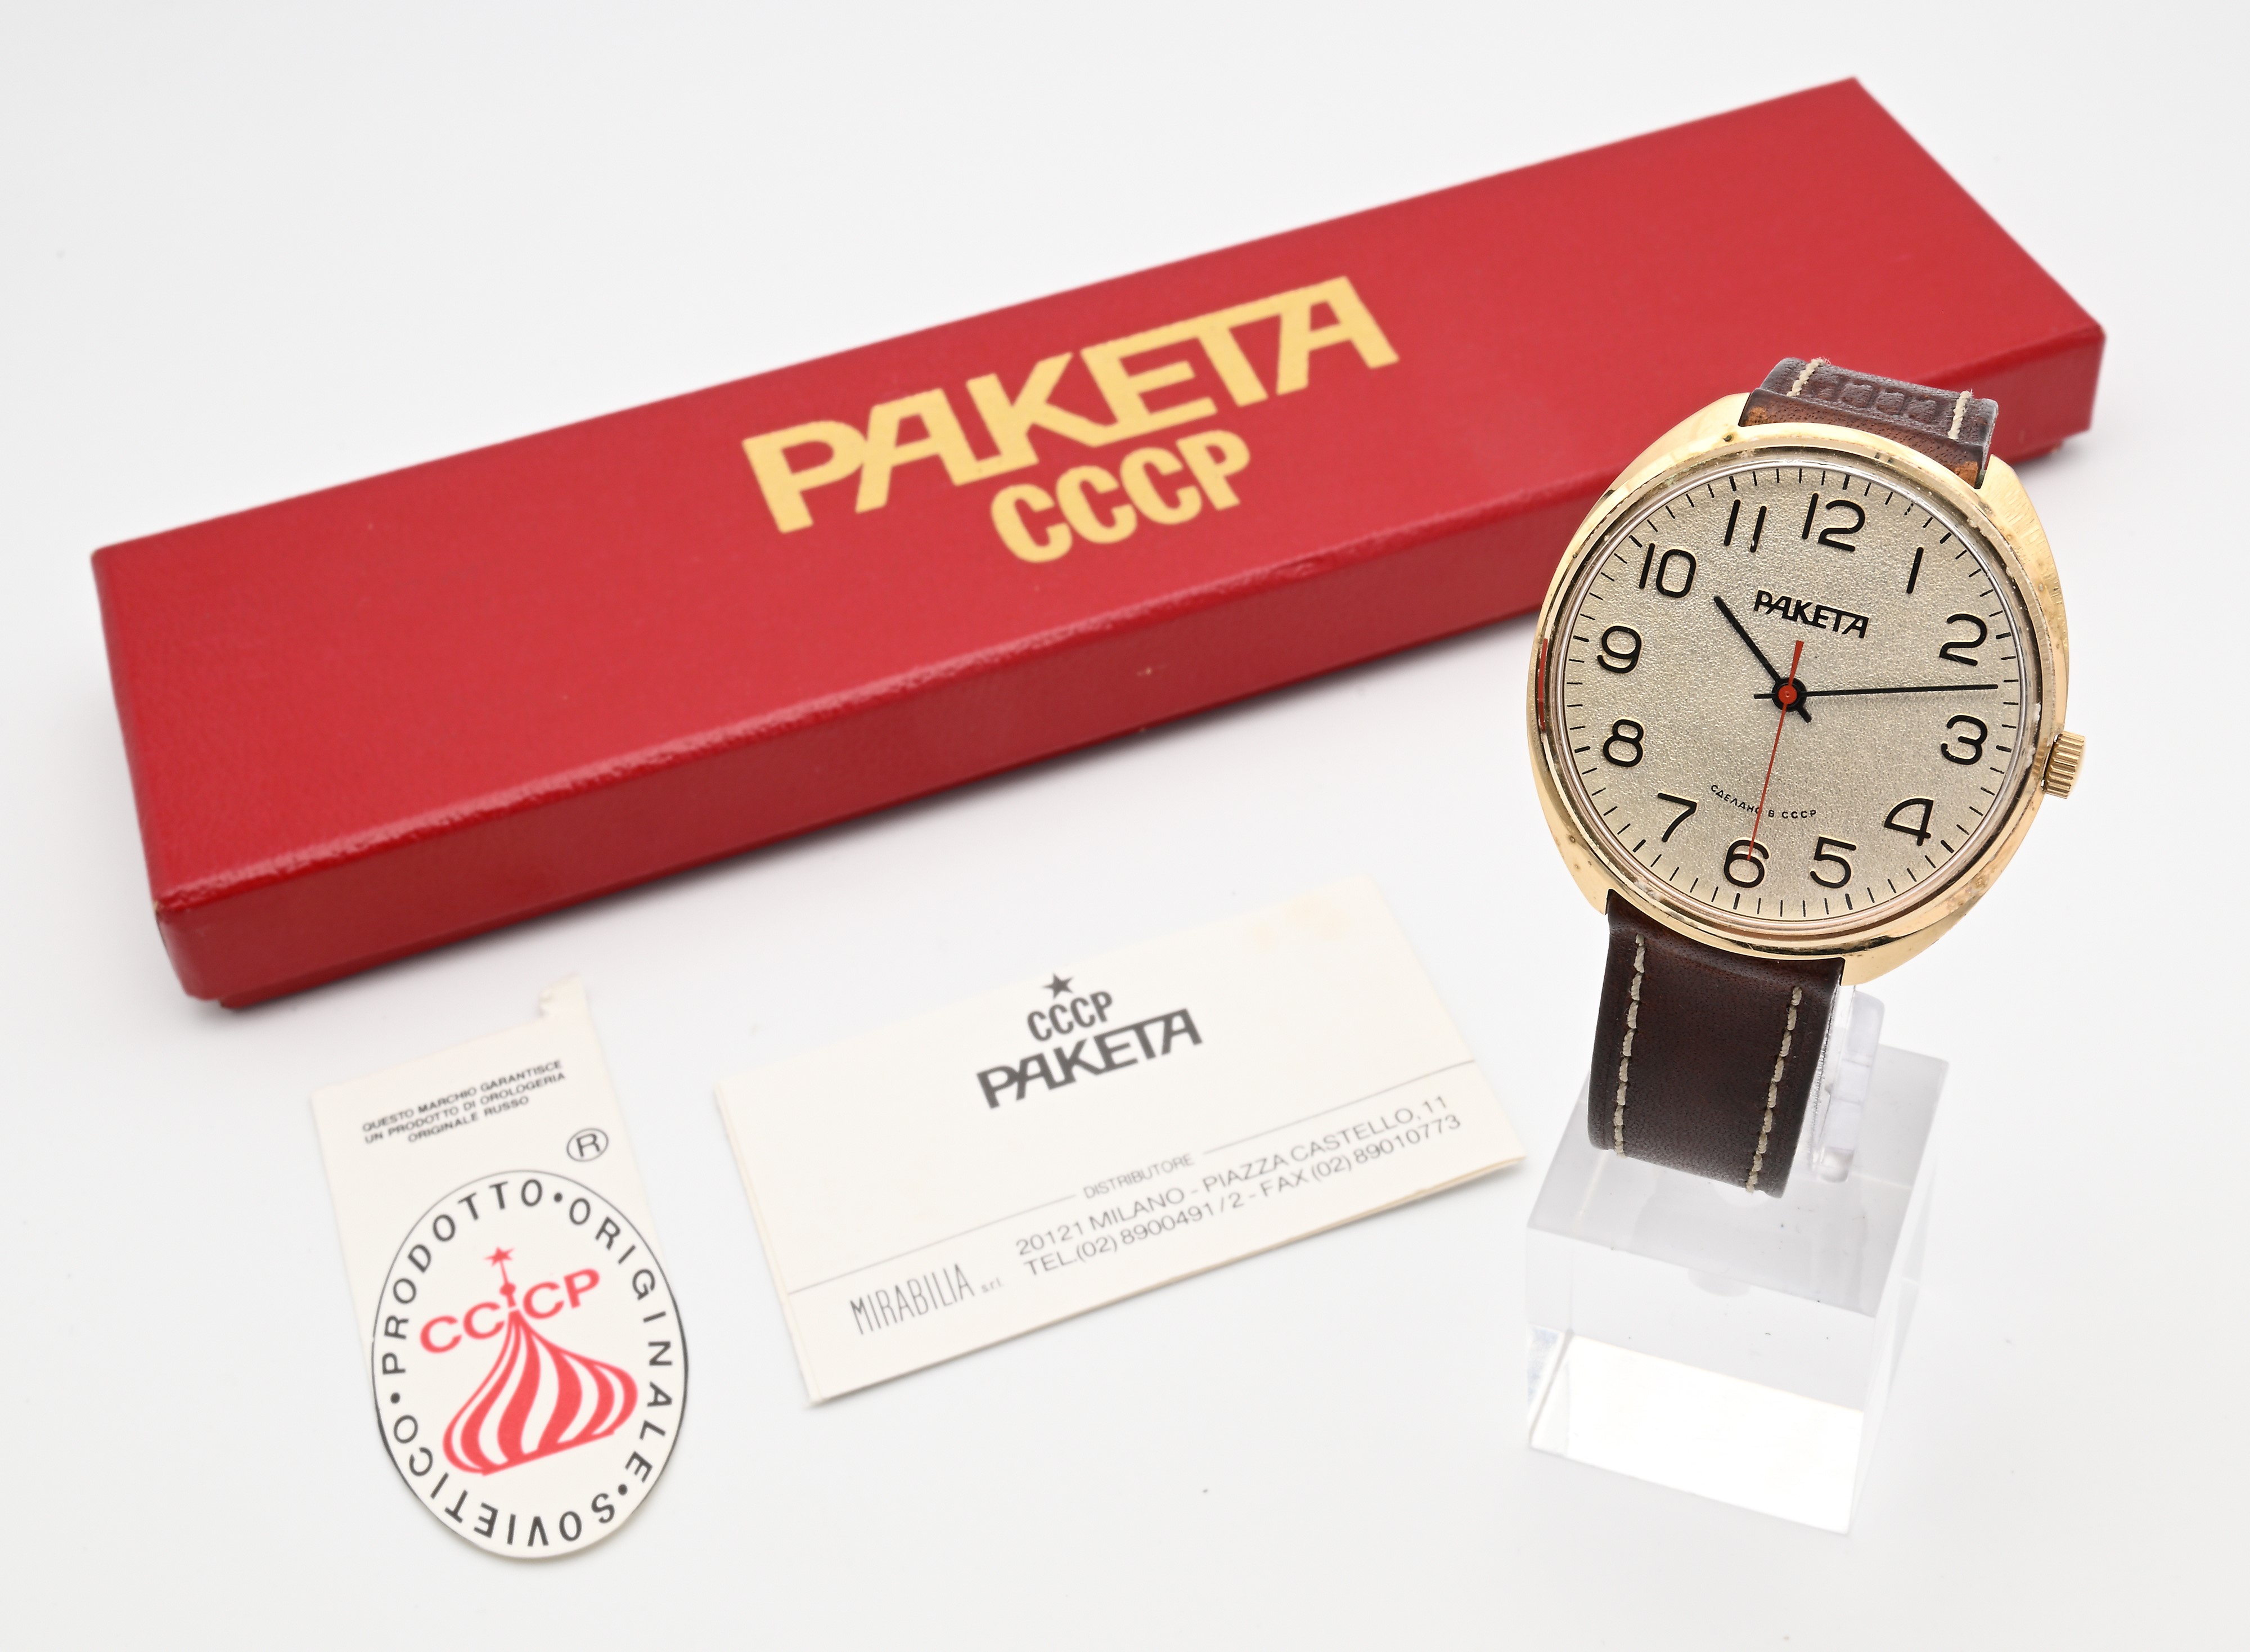 РАКЕТА
СССР
12
1
2
3
4
5
6
7
8
9
10
11
РАКЕТА
СДЕЛАНО В СССР
QUESTO MARCHIO GARANTISCE
UN PRODOTTO DI OROLOGERIA
ORIGINALE RUSSO
®
PRODOTTO • ORIGINALE • SOVIETICO •
CCCP
СССР
РАКЕТА
DISTRIBUTORE
MIRABILIA s.r.l.
20121 MILANO - PIAZZA CASTELLO, 11
TEL.(02) 8900491/2 - FAX (02) 89010773